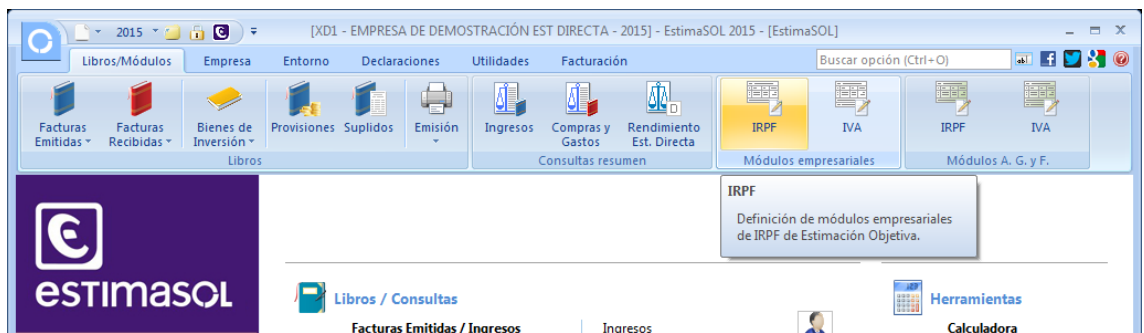 2015
[XD1 - EMPRESA DE DEMOSTRACIÓN EST DIRECTA - 2015] - EstimaSOL 2015 - [EstimaSOL]
Libros/Módulos Empresa Entorno Declaraciones Utilidades Facturación Buscar opción (Ctrl+O)
Facturas Emitidas
Facturas Recibidas
Bienes de Inversión
Provisiones
Suplidos
Emisión
Ingresos
Compras y Gastos
Rendimiento Est. Directa
IRPF
IVA
IRPF
IVA
Libros
Consultas resumen
Módulos empresariales
Módulos A. G. y F.
IRPF
Definición de módulos empresariales
de IRPF de Estimación Objetiva.
estimasol
Libros / Consultas
Herramientas
Facturas Emitidas / Ingresos
Ingresos
Calculadora